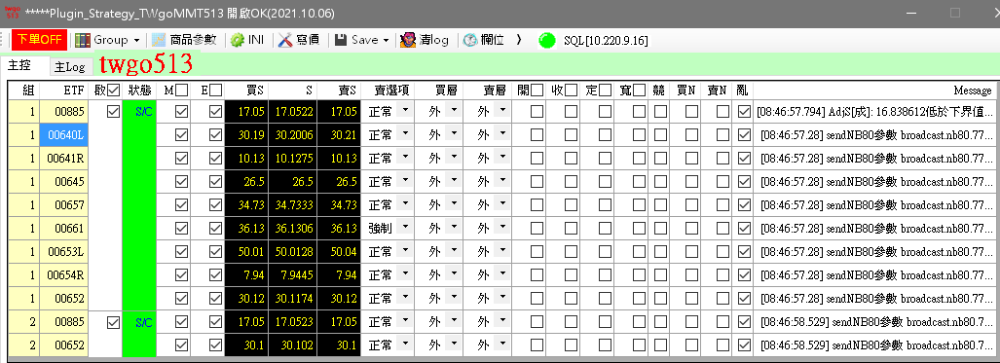 twgo 513 *****Plugin_Strategy_TWgoMMT513 開啟OK(2021.10.06)
下單OFF Group 商品參數 INI 寫價 Save 清log 欄位 SQL[10.220.9.16]
主控 主Log twgo513
組 ETF 啟 狀態 M E 買S S 賣S 賣選項 買層 賣層 開 收 定 寬 競 買N 賣N 亂 Message
1 00885 S/C 17.05 17.0522 17.05 正常 外 外 [08:46:57.794] AdjS[成]: 16.838612低於下界值...
1 00640L 30.19 30.2006 30.21 正常 外 外 [08:46:57.28] sendNB80參數 broadcast.nb80.77...
1 00641R 10.13 10.1275 10.13 正常 外 外 [08:46:57.28] sendNB80參數 broadcast.nb80.77...
1 00645 26.5 26.5 26.5 正常 外 外 [08:46:57.28] sendNB80參數 broadcast.nb80.77...
1 00657 34.73 34.7333 34.73 正常 外 外 [08:46:57.28] sendNB80參數 broadcast.nb80.77...
1 00661 36.13 36.1306 36.13 強制 外 外 [08:46:57.28] sendNB80參數 broadcast.nb80.77...
1 00653L 50.01 50.0128 50.04 正常 外 外 [08:46:57.28] sendNB80參數 broadcast.nb80.77...
1 00654R 7.94 7.9445 7.94 正常 外 外 [08:46:57.28] sendNB80參數 broadcast.nb80.77...
1 00652 30.12 30.1174 30.12 正常 外 外 [08:46:57.28] sendNB80參數 broadcast.nb80.77...
2 00885 S/C 17.05 17.0523 17.05 正常 外 外 [08:46:58.529] sendNB80參數 broadcast.nb80.7...
2 00652 30.1 30.102 30.1 正常 外 外 [08:46:58.529] sendNB80參數 broadcast.nb80.7...